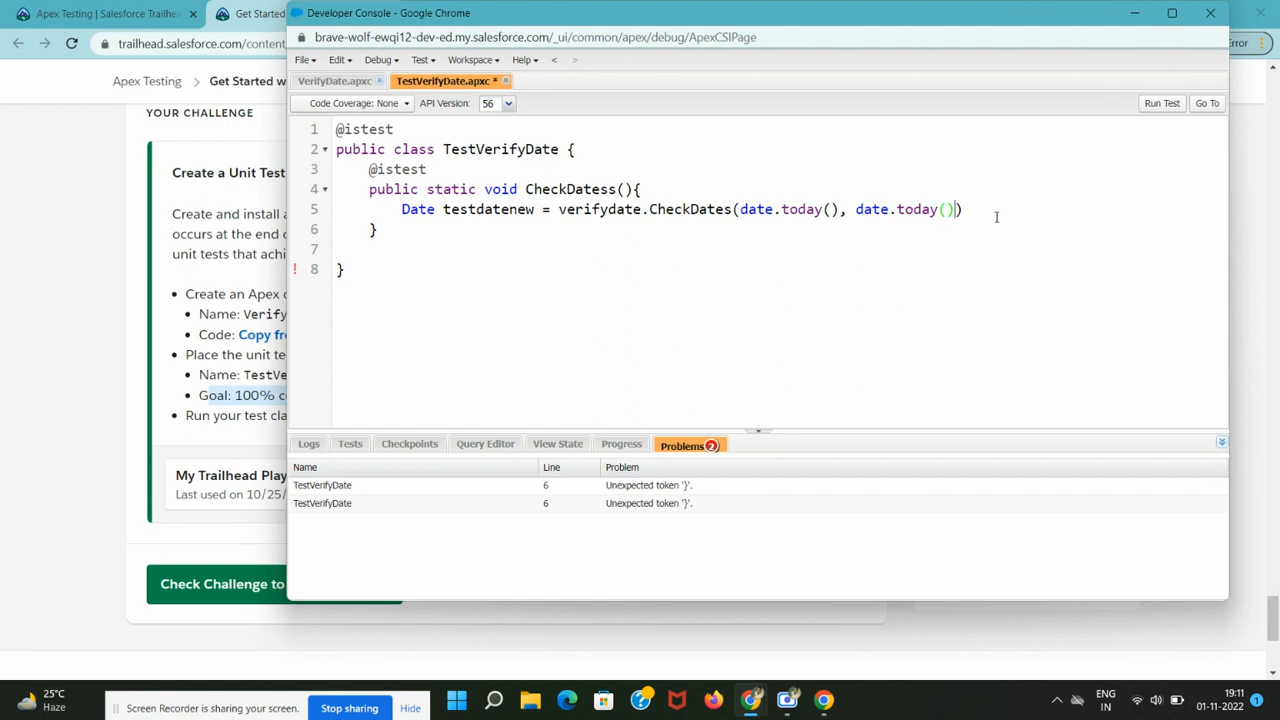 Apex Testing | Salesforce Trailhe
Get Started
Developer Console - Google Chrome
trailhead.salesforce.com/content
brave-wolf-ewqi12-dev-ed.my.salesforce.com/_ui/common/apex/debug/ApexCSIPage
Error
File Edit Debug Test Workspace Help < >
Apex Testing > Get Started w
VerifyDate.apxc TestVerifyDate.apxc *
Code Coverage: None API Version: 56 Run Test Go To
YOUR CHALLENGE
1 @istest
2 public class TestVerifyDate {
3 @istest
4 public static void CheckDatess(){
5 Date testdatenew = verifydate.CheckDates(date.today(), date.today())
6 }
7
! 8 }
Create a Unit Test
Create and install a
occurs at the end o
unit tests that achi
Create an Apex c
Name: Verify
Code: Copy fr
Place the unit te
Name: TestVe
Goal: 100% c
Run your test cla
My Trailhead Play
Last used on 10/25/
Check Challenge to
Logs Tests Checkpoints Query Editor View State Progress Problems 2
Name Line Problem
TestVerifyDate 6 Unexpected token '}'.
TestVerifyDate 6 Unexpected token '}'.
25°C
Haze
Screen Recorder is sharing your screen. Stop sharing Hide
ENG
IN
19:11
01-11-2022